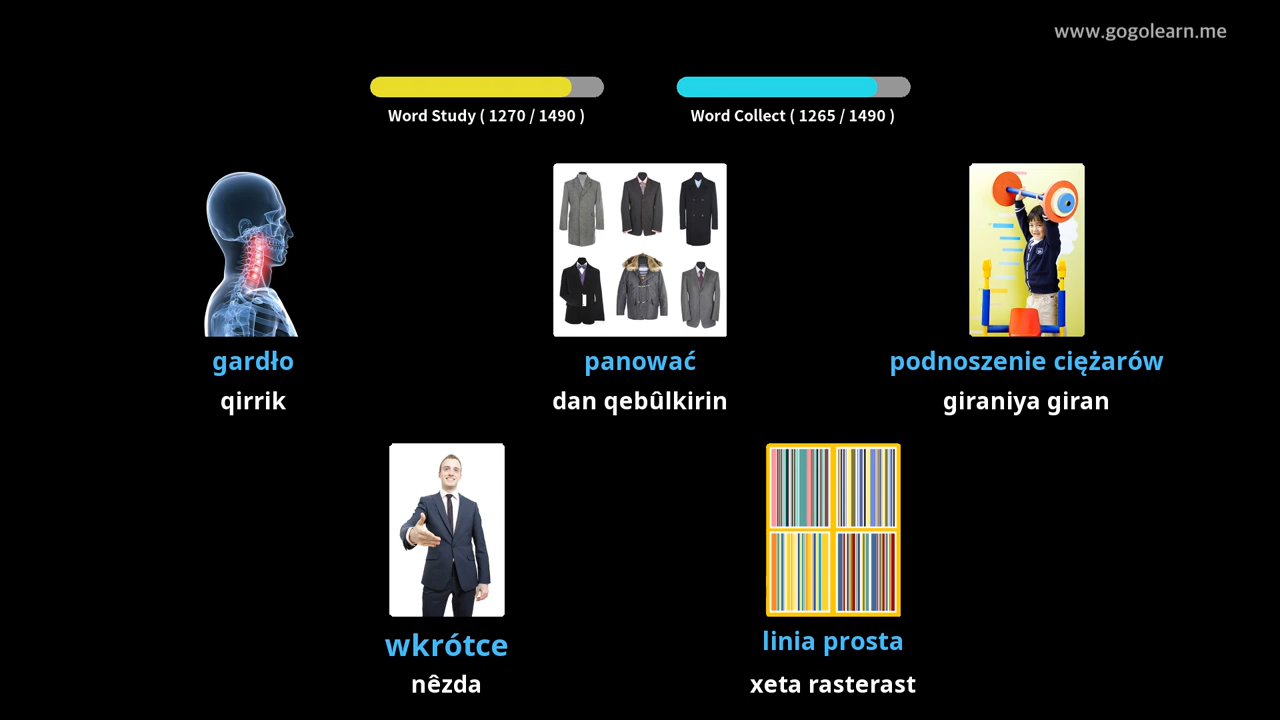 www.gogolearn.me
Word Study ( 1270 / 1490 )
Word Collect ( 1265 / 1490 )
gardło
qirrik
panować
dan qebûlkirin
podnoszenie ciężarów
giraniya giran
wkrótce
nêzda
linia prosta
xeta rasterast